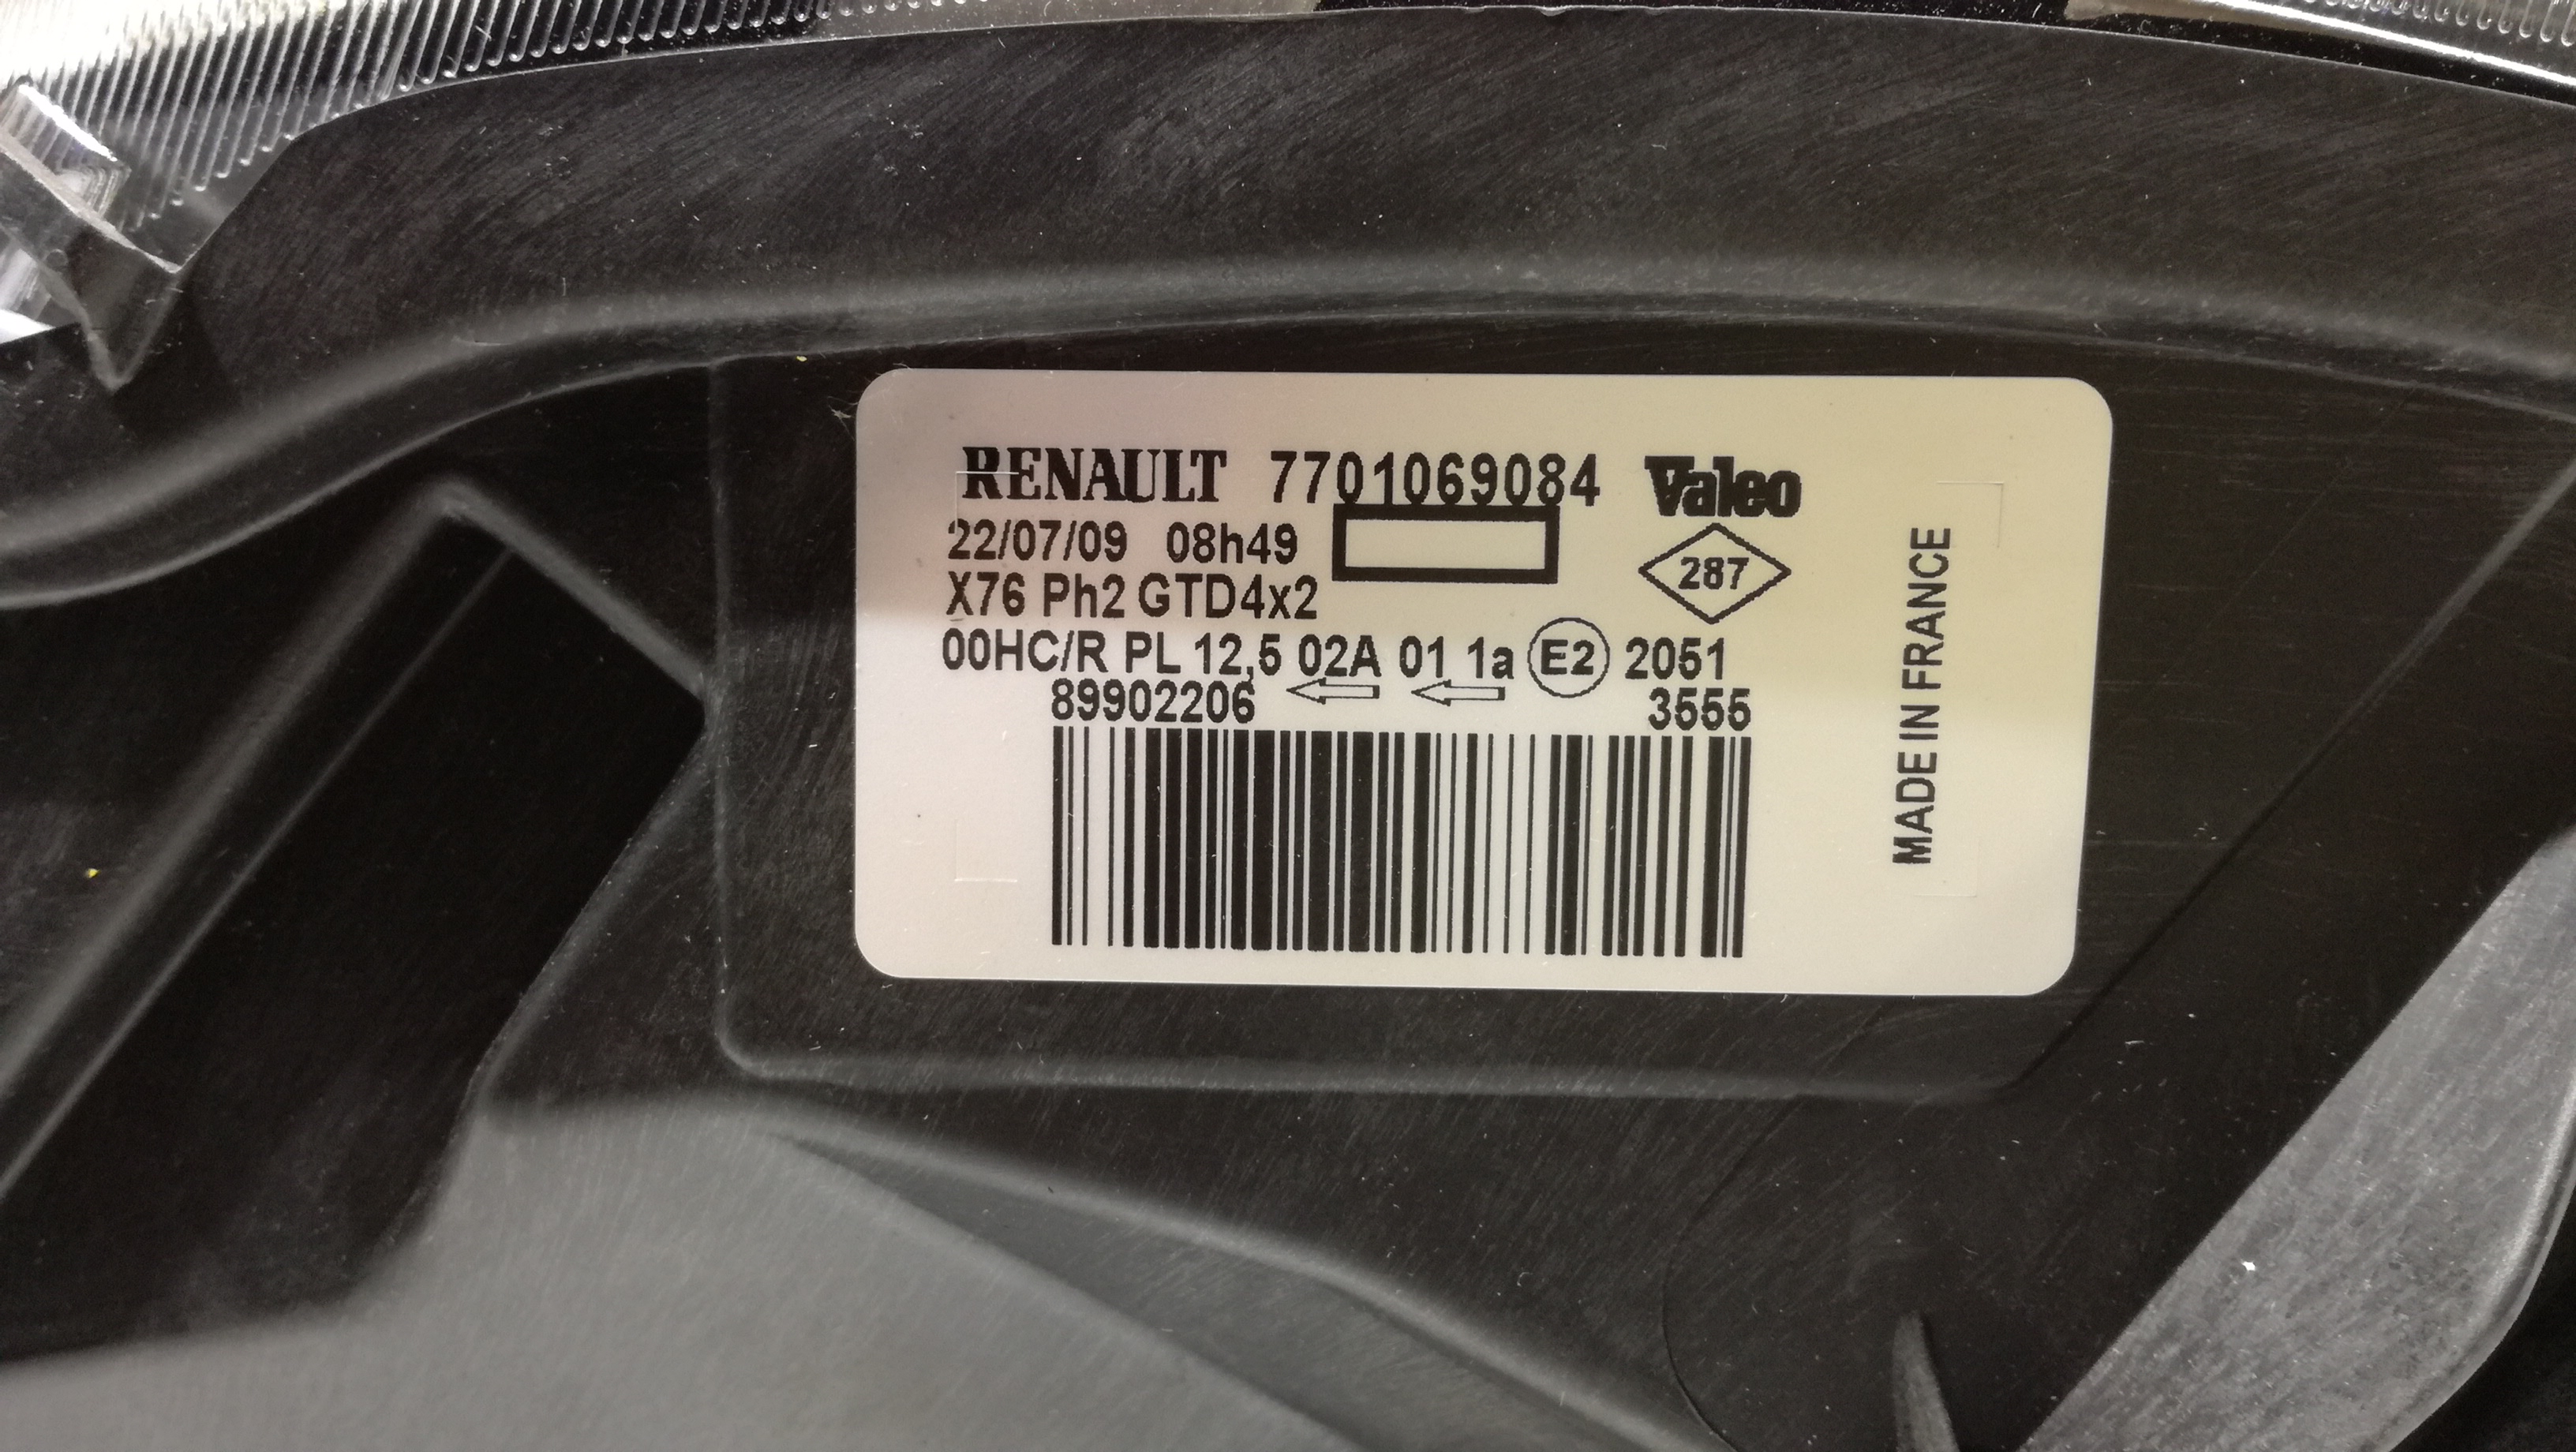 RENAULT 7701069084 Valeo
22/07/09 08h49
287
X76 Ph2 GTD4x2
00HC/R PL 12,5 02A 01 1a E2 2051
89902206 3555
MADE IN FRANCE